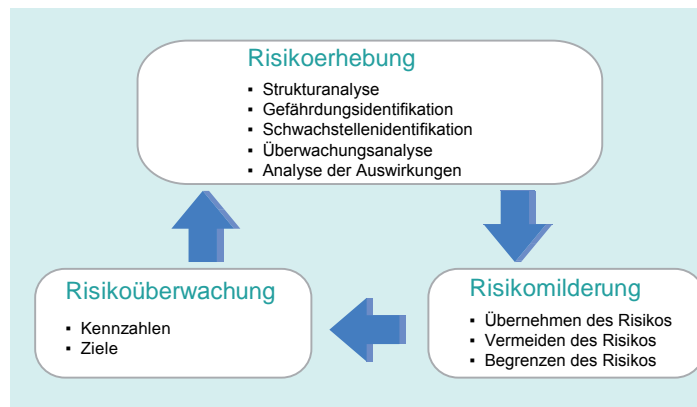 Risikoerhebung
▪ Strukturanalyse
▪ Gefährdungsidentifikation
▪ Schwachstellenidentifikation
▪ Überwachungsanalyse
▪ Analyse der Auswirkungen
Risikoüberwachung
▪ Kennzahlen
▪ Ziele
Risikomilderung
▪ Übernehmen des Risikos
▪ Vermeiden des Risikos
▪ Begrenzen des Risikos